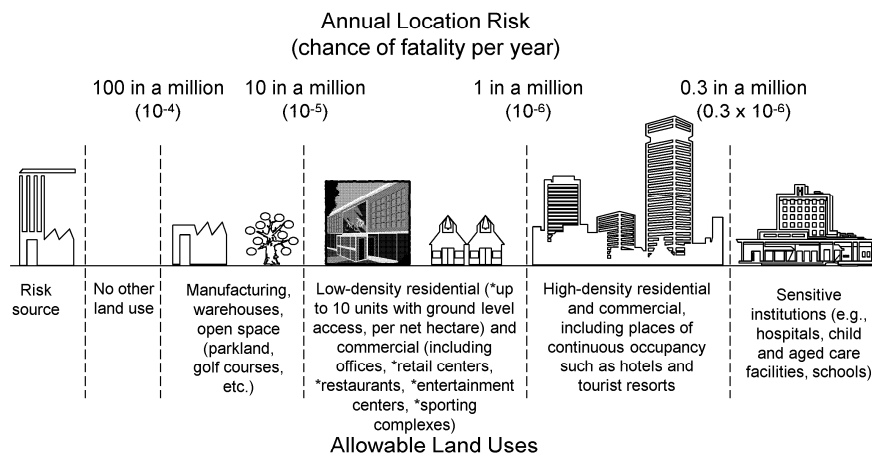 Annual Location Risk
(chance of fatality per year)
100 in a million
(10⁻⁴)
10 in a million
(10⁻⁵)
1 in a million
(10⁻⁶)
0.3 in a million
(0.3 x 10⁻⁶)
H
Risk
source
No other
land use
Manufacturing,
warehouses,
open space
(parkland,
golf courses,
etc.)
Low-density residential (*up
to 10 units with ground level
access, per net hectare) and
commercial (including
offices, *retail centers,
*restaurants, *entertainment
centers, *sporting
complexes)
High-density residential
and commercial,
including places of
continuous occupancy
such as hotels and
tourist resorts
Sensitive
institutions (e.g.,
hospitals, child
and aged care
facilities, schools)
Allowable Land Uses